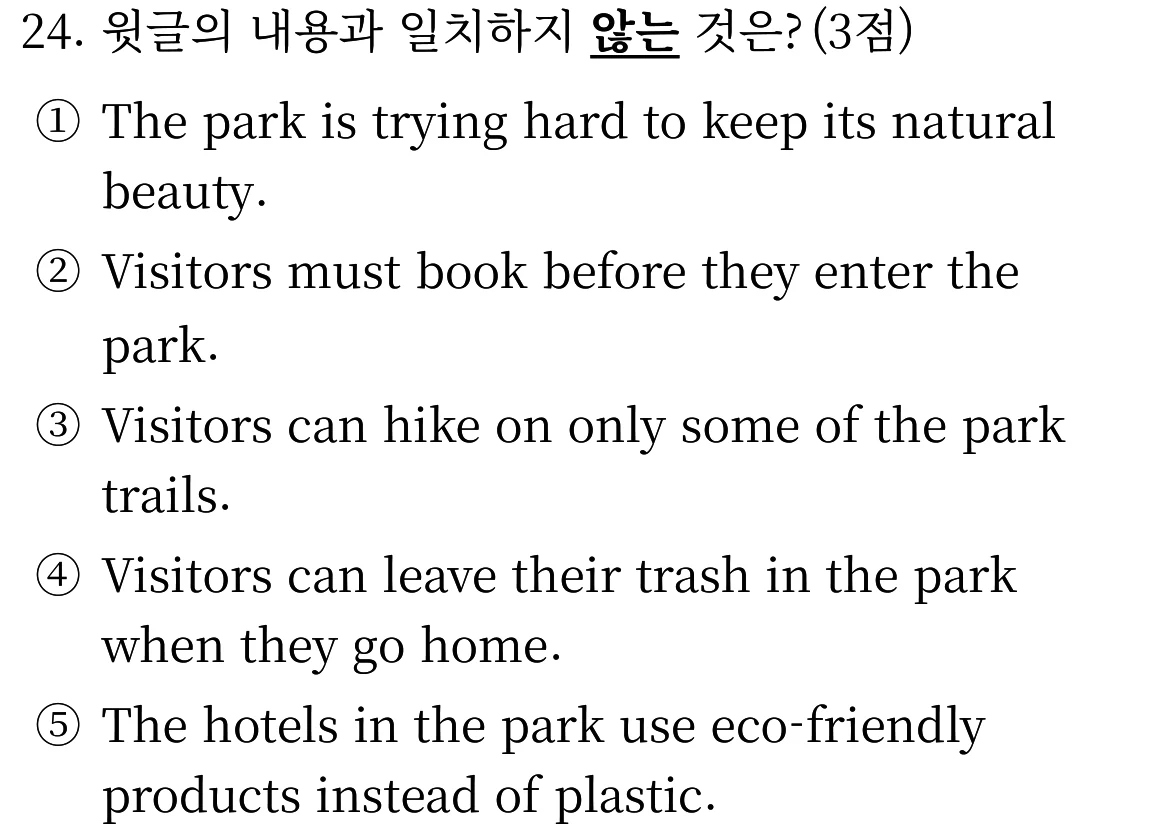 24. 윗글의 내용과 일치하지 않는 것은?(3점)
① The park is trying hard to keep its natural
beauty.
② Visitors must book before they enter the
park.
③ Visitors can hike on only some of the park
trails.
④ Visitors can leave their trash in the park
when they go home.
⑤ The hotels in the park use eco-friendly
products instead of plastic.